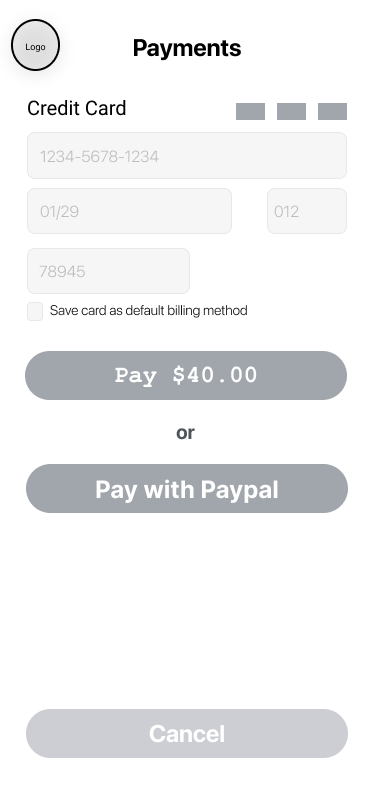 Logo
Payments
Credit Card
1234-5678-1234
01/29
012
78945
Save card as default billing method
Pay $40.00
or
Pay with Paypal
Cancel